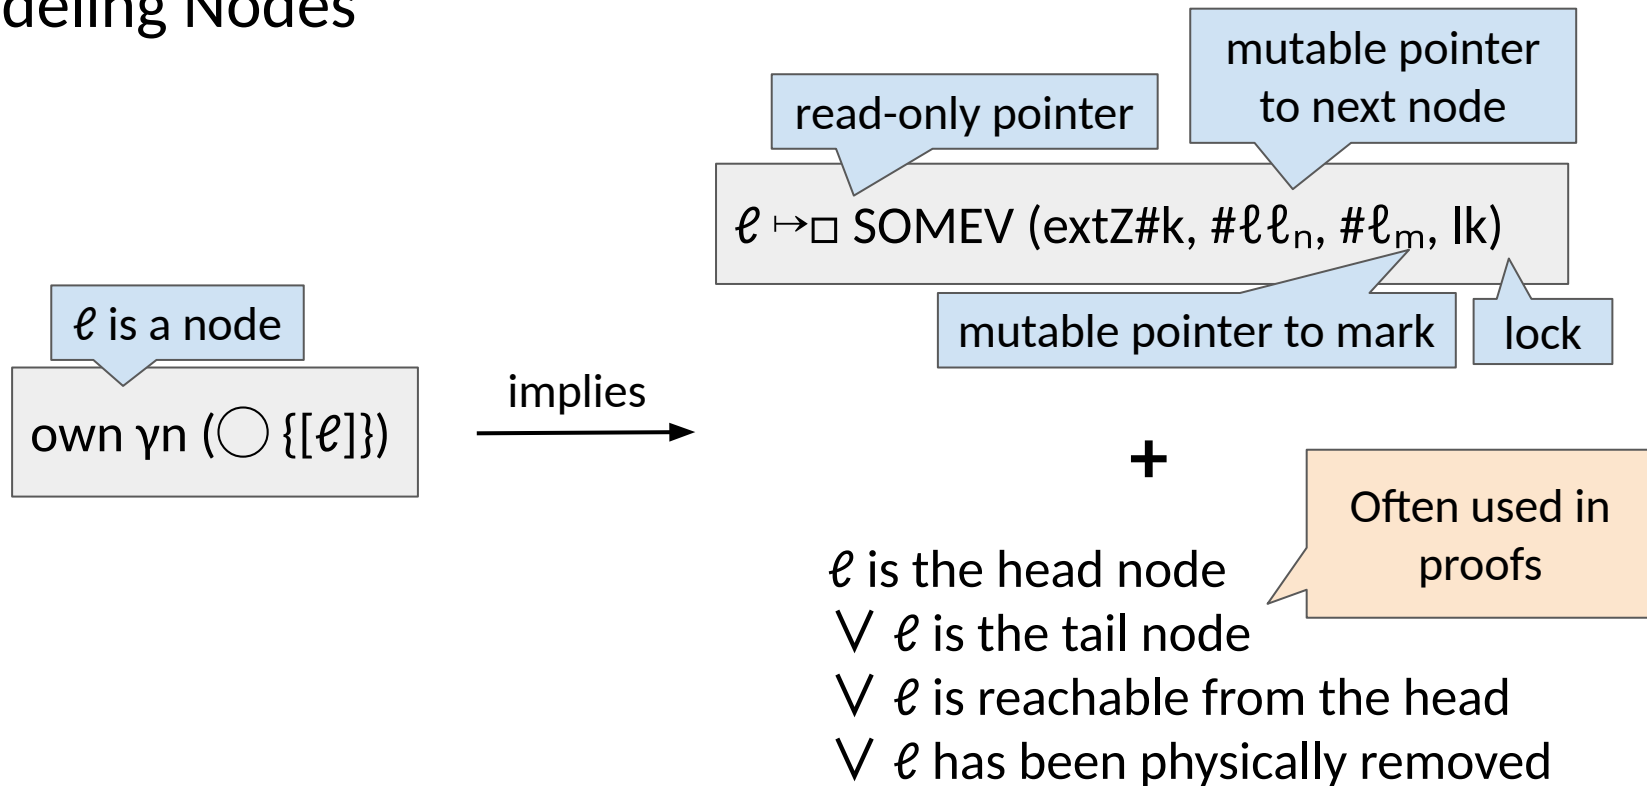 deling Nodes
mutable pointer
to next node
read-only pointer
ℓ ↦□ SOMEV (extZ#k, #ℓℓₙ, #ℓₘ, lk)
mutable pointer to mark
lock
ℓ is a node
own γn (◯ {[ℓ]})
implies
+
Often used in
proofs
ℓ is the head node
∨ ℓ is the tail node
∨ ℓ is reachable from the head
∨ ℓ has been physically removed